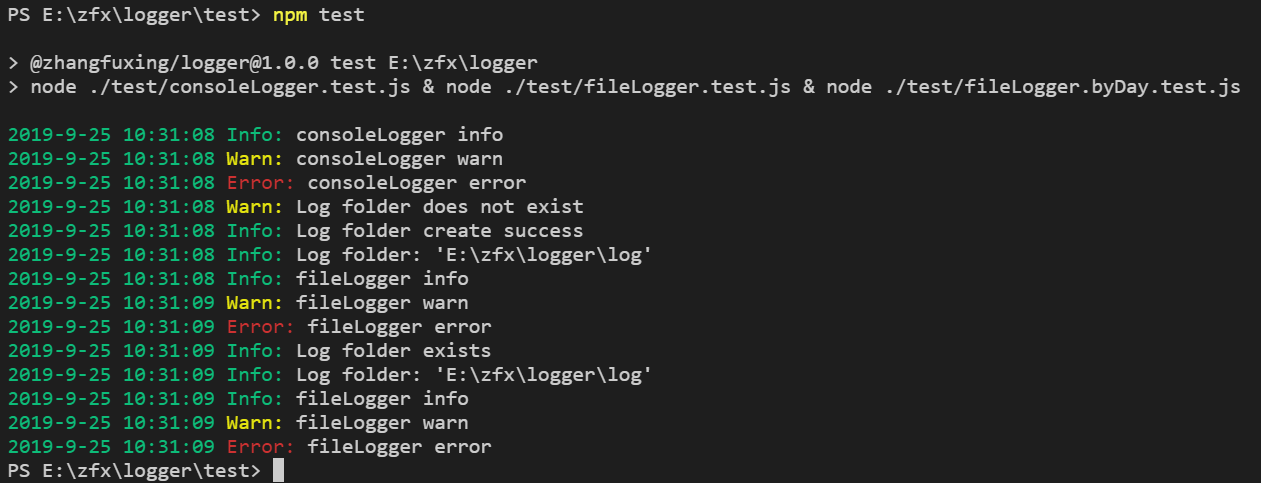 PS E:\zfx\logger\test> npm test
> @zhangfuxing/logger@1.0.0 test E:\zfx\logger
> node ./test/consoleLogger.test.js & node ./test/fileLogger.test.js & node ./test/fileLogger.byDay.test.js
2019-9-25 10:31:08 Info: consoleLogger info
2019-9-25 10:31:08 Warn: consoleLogger warn
2019-9-25 10:31:08 Error: consoleLogger error
2019-9-25 10:31:08 Warn: Log folder does not exist
2019-9-25 10:31:08 Info: Log folder create success
2019-9-25 10:31:08 Info: Log folder: 'E:\zfx\logger\log'
2019-9-25 10:31:08 Info: fileLogger info
2019-9-25 10:31:09 Warn: fileLogger warn
2019-9-25 10:31:09 Error: fileLogger error
2019-9-25 10:31:09 Info: Log folder exists
2019-9-25 10:31:09 Info: Log folder: 'E:\zfx\logger\log'
2019-9-25 10:31:09 Info: fileLogger info
2019-9-25 10:31:09 Warn: fileLogger warn
2019-9-25 10:31:09 Error: fileLogger error
PS E:\zfx\logger\test>